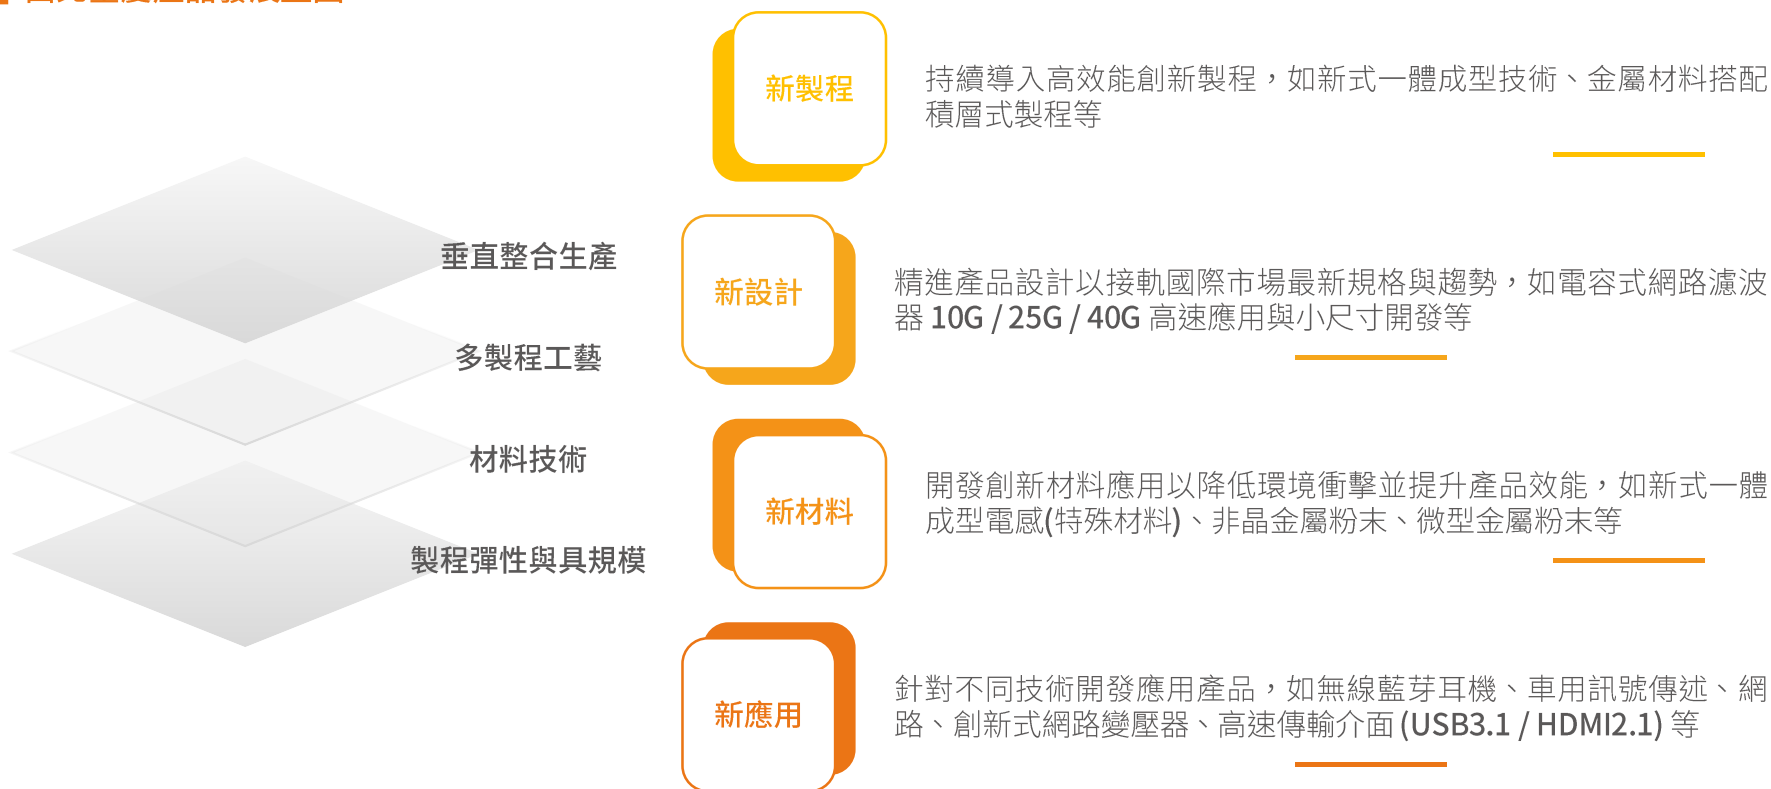 新製程
持續導入高效能創新製程，如新式一體成型技術、金屬材料搭配
積層式製程等
垂直整合生產
多製程工藝
材料技術
製程彈性與具規模
新設計
精進產品設計以接軌國際市場最新規格與趨勢，如電容式網路濾波
器 10G / 25G / 40G 高速應用與小尺寸開發等
新材料
開發創新材料應用以降低環境衝擊並提升產品效能，如新式一體
成型電感(特殊材料)、非晶金屬粉末、微型金屬粉末等
新應用
針對不同技術開發應用產品，如無線藍芽耳機、車用訊號傳述、網
路、創新式網路變壓器、高速傳輸介面 (USB3.1 / HDMI2.1) 等